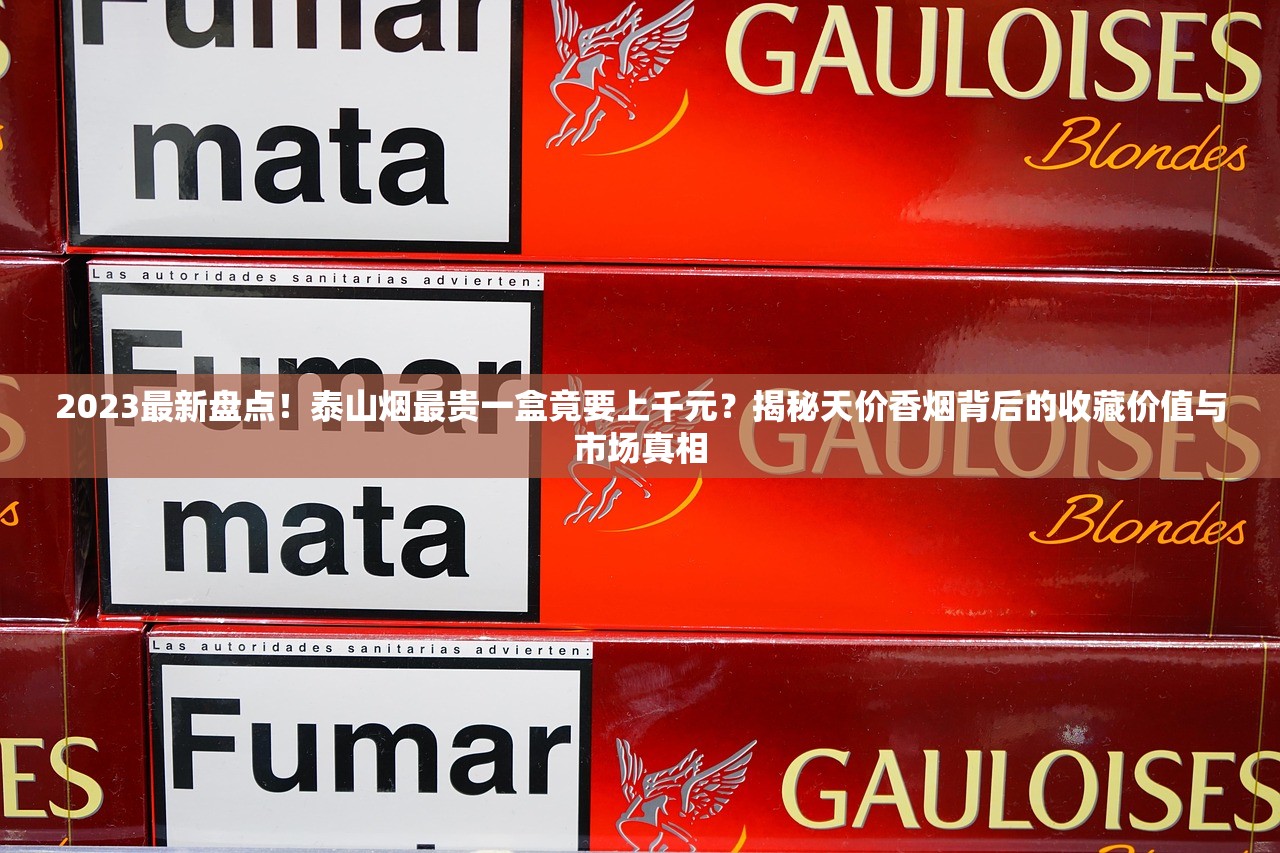 Fumar
mata
GAULOISES
Blondes
Las autoridades sanitarias advierten:
Fumar
mata
2023最新盘点！泰山烟最贵一盒竟要上千元？揭秘天价香烟背后的收藏价值与
市场真相
GAULOISES
Blondes
Las autoridades sanitarias advierten:
Fumar
ES
GAULOISES